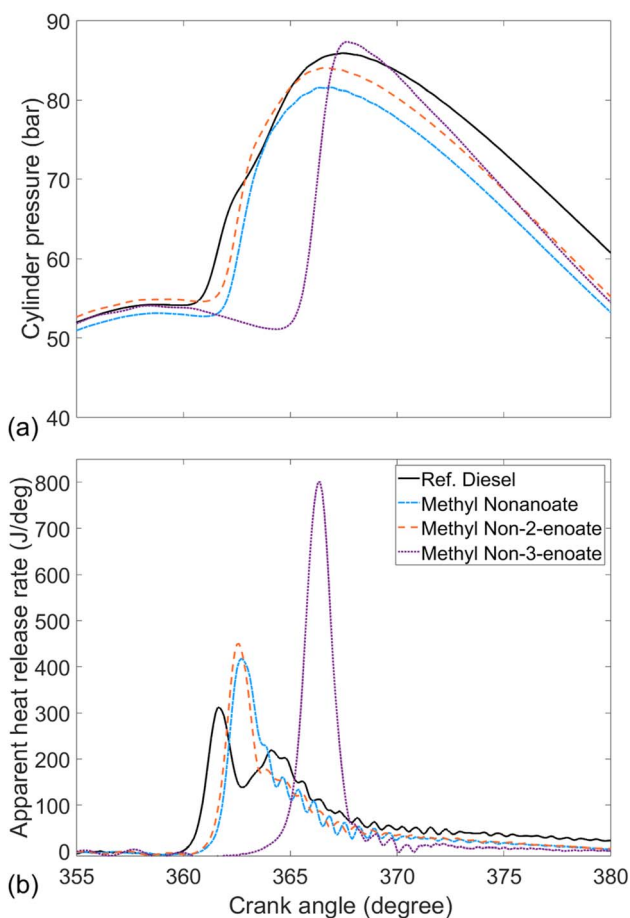 90
80
70
60
50
40
Cylinder pressure (bar)
(a)
800
700
600
500
400
300
200
100
0
Apparent heat release rate (J/deg)
Ref. Diesel
Methyl Nonanoate
Methyl Non-2-enoate
Methyl Non-3-enoate
(b)
355 360 365 370 375 380
Crank angle (degree)